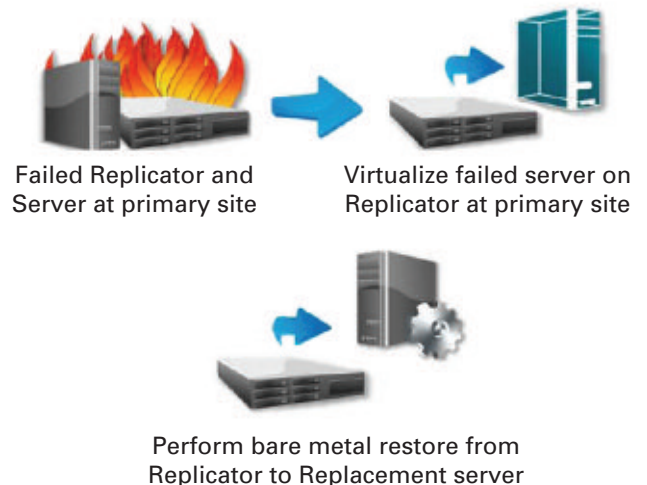 Failed Replicator and
Server at primary site
Virtualize failed server on
Replicator at primary site
Perform bare metal restore from
Replicator to Replacement server